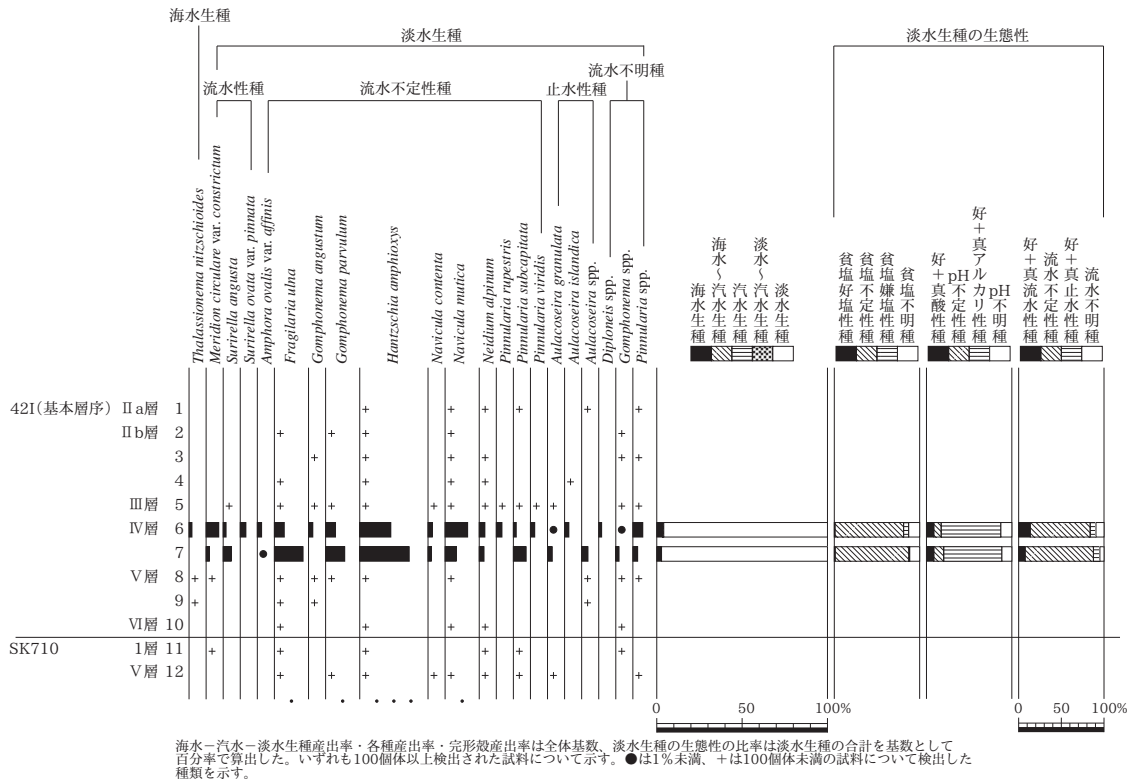 海水生種
淡水生種
淡水生種の生態性
流水不明種
流水性種
流水不定性種
止水性種
Thalassionema nitzschioides
Meridion circulare var. constrictum
Surirella angusta
Surirella ovata var. pinnata
Amphora ovalis var. affinis
Fragilaria ulna
Gomphonema angustum
Gomphonema parvulum
Hantzschia amphioxys
Navicula contenta
Navicula mutica
Neidium alpinum
Pinnularia rupestris
Pinnularia subcapitata
Pinnularia viridis
Aulacoseira granulata
Aulacoseira islandica
Aulacoseira spp.
Diploneis spp.
Gomphonema spp.
Pinnularia spp.
海水生種
海水〜汽水生種
汽水生種
淡水〜汽水生種
淡水生種
貧塩好塩性種
貧塩不定性種
貧塩嫌塩性種
貧塩不明種
好+真酸性種
pH不定性種
好+真アルカリ性種
pH不明種
好+真流水性種
流水不定性種
好+真止水性種
流水不明種
42I(基本層序) Ⅱa層 1 + + + + + +
Ⅱb層 2 + + + + +
3 + + + + + +
4 + + + + +
Ⅲ層 5 + + + + + + + + + + + + + +
Ⅳ層 6 ● ●
7 ●
Ⅴ層 8 + + + + + + + + + +
9 + + + +
Ⅵ層 10 + + + + +
SK710 1層 11 + + + + + +
Ⅴ層 12 + + + + + + + + +
0 50 100%
0 50 100%
海水−汽水−淡水生種産出率・各種産出率・完形殻産出率は全体基数、淡水生種の生態性の比率は淡水生種の合計を基数として
百分率で算出した。いずれも100個体以上検出された試料について示す。●は1%未満、+は100個体未満の試料について検出した
種類を示す。